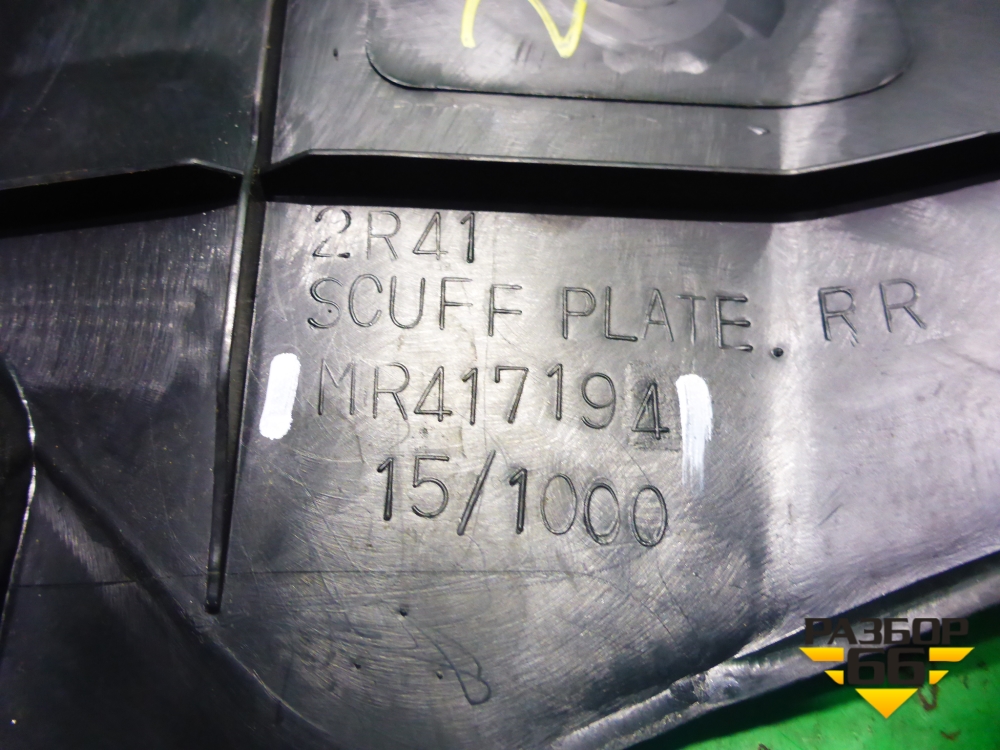 2R41
SCUFF PLATE. RR
MR417194
15/1000
РАЗБОР
66